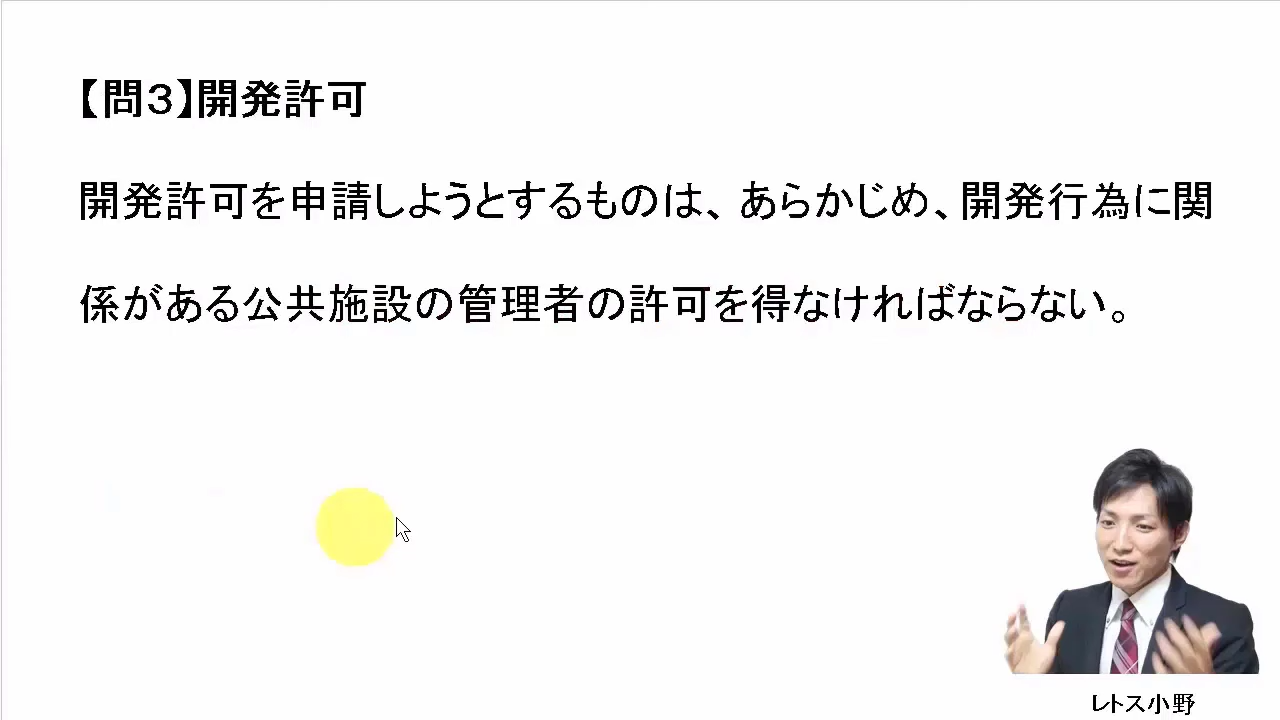 【問３】開発許可
開発許可を申請しようとするものは、あらかじめ、開発行為に関
係がある公共施設の管理者の許可を得なければならない。
レトス小野